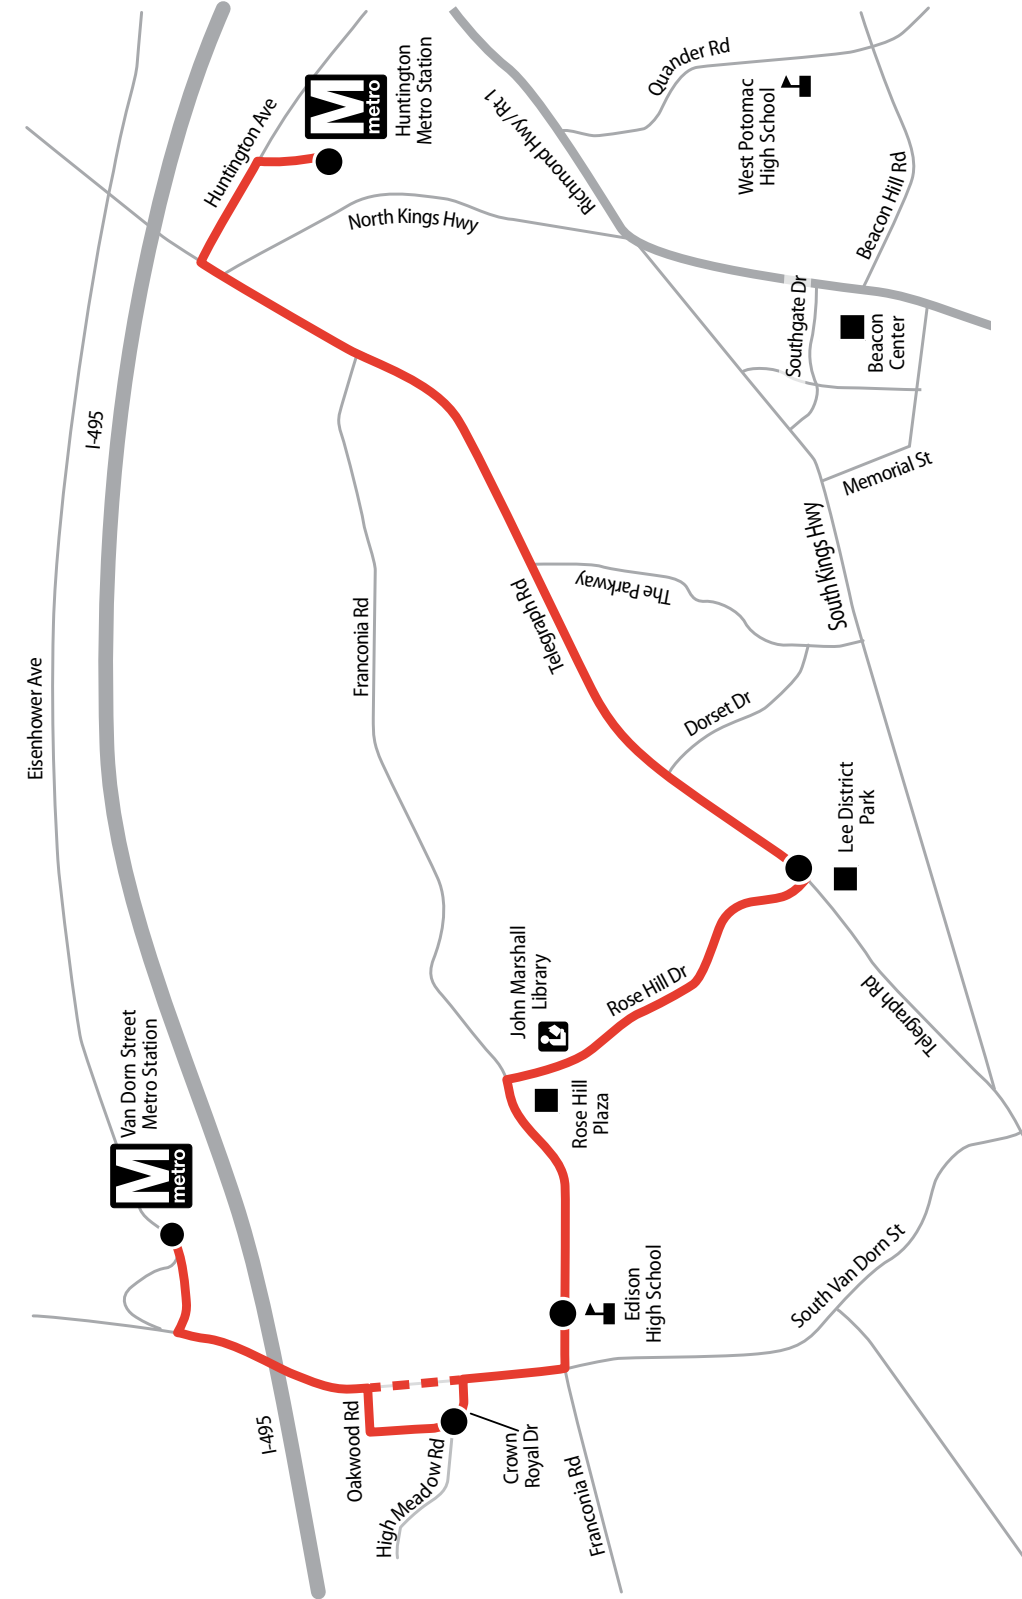 Huntington Ave
M
metro
Huntington
Metro Station
North Kings Hwy
Richmond Hwy/Rt 1
Quander Rd
West Potomac
High School
Beacon Hill Rd
Southgate Dr
Beacon
Center
Memorial St
South Kings Hwy
I-495
Eisenhower Ave
Franconia Rd
Telegraph Rd
The Parkway
Dorset Dr
Lee District
Park
Telegraph Rd
John Marshall
Library
Rose Hill Dr
Rose Hill
Plaza
Van Dorn Street
Metro Station
M
metro
Edison
High School
South Van Dorn St
I-495
Oakwood Rd
High Meadow Rd
Crown
Royal Dr
Franconia Rd